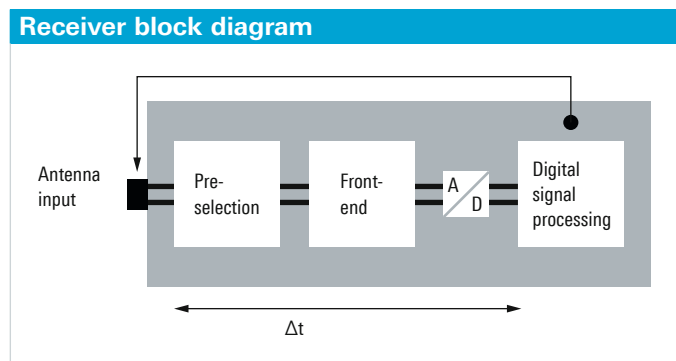 Receiver block diagram
Antenna
input
Pre-
selection
Front-
end
A
D
Digital
signal
processing
Δt